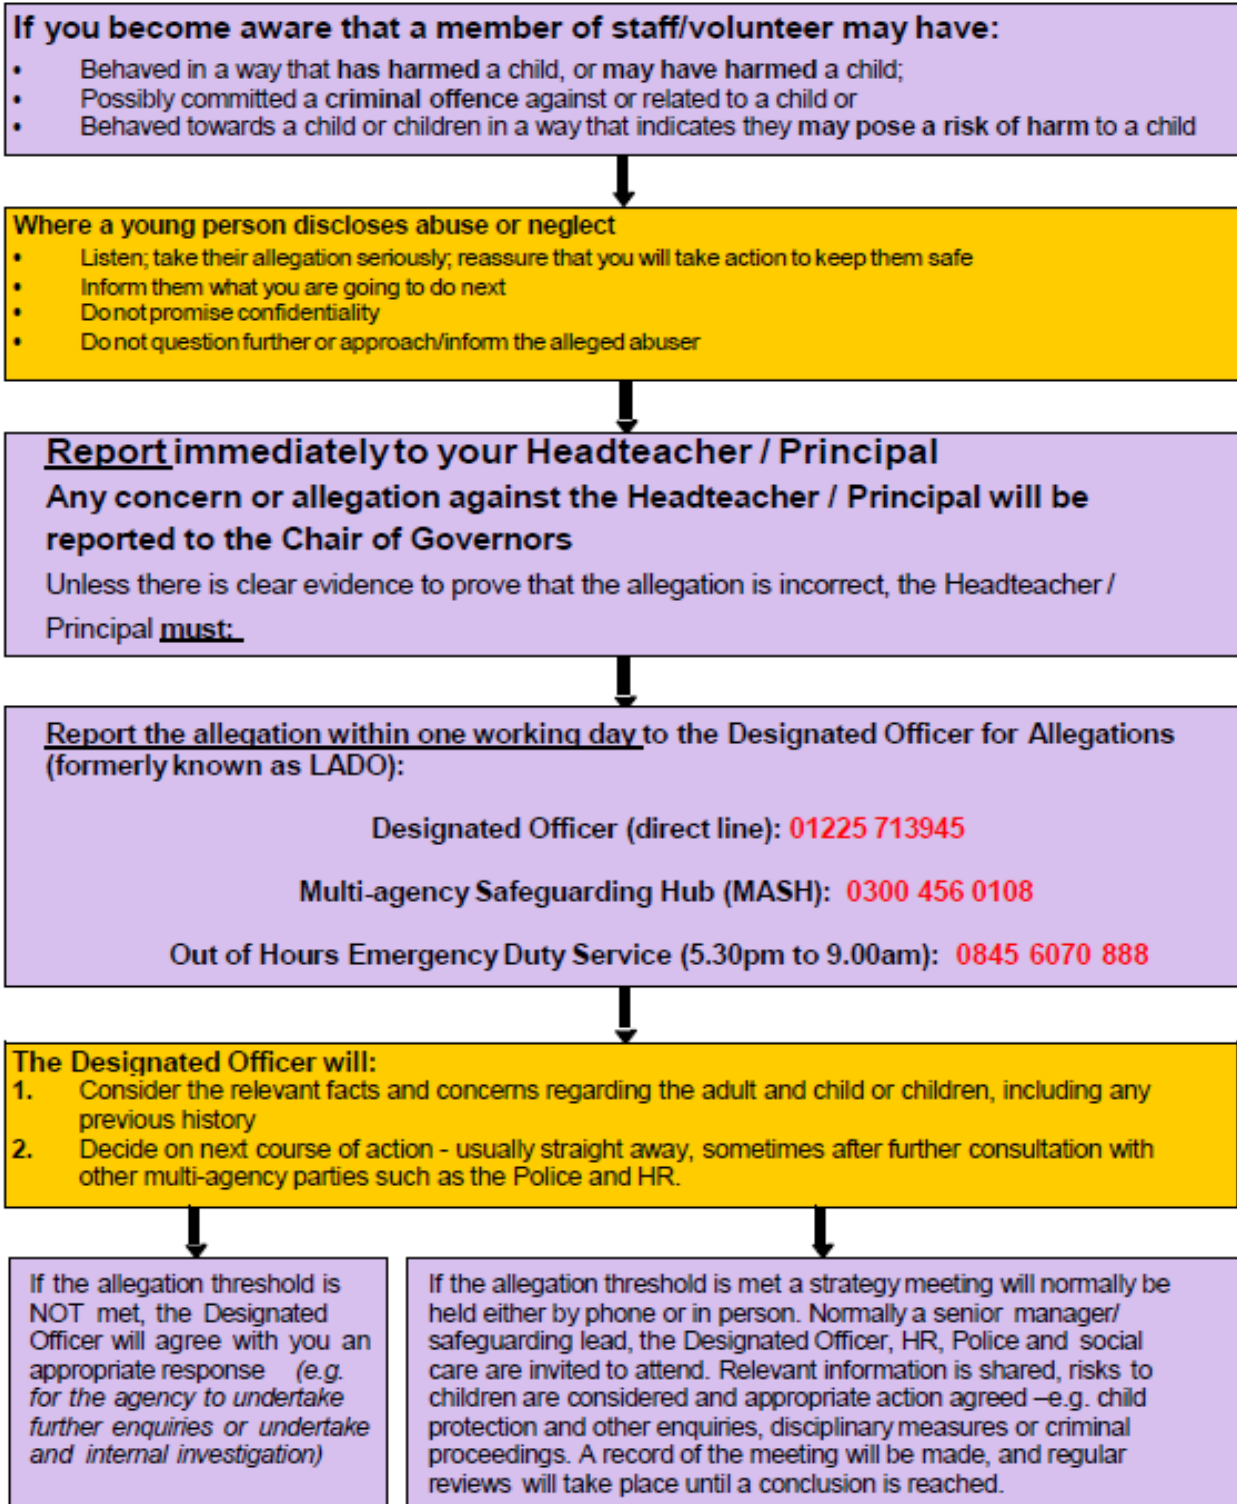 If you become aware that a member of staff/volunteer may have:
• Behaved in a way that has harmed a child, or may have harmed a child;
• Possibly committed a criminal offence against or related to a child or
• Behaved towards a child or children in a way that indicates they may pose a risk of harm to a child
Where a young person discloses abuse or neglect
• Listen; take their allegation seriously; reassure that you will take action to keep them safe
• Inform them what you are going to do next
• Do not promise confidentiality
• Do not question further or approach/inform the alleged abuser
Report immediately to your Headteacher / Principal
Any concern or allegation against the Headteacher / Principal will be
reported to the Chair of Governors
Unless there is clear evidence to prove that the allegation is incorrect, the Headteacher /
Principal must:
Report the allegation within one working day to the Designated Officer for Allegations
(formerly known as LADO):
Designated Officer (direct line): 01225 713945
Multi-agency Safeguarding Hub (MASH): 0300 456 0108
Out of Hours Emergency Duty Service (5.30pm to 9.00am): 0845 6070 888
The Designated Officer will:
1. Consider the relevant facts and concerns regarding the adult and child or children, including any
previous history
2. Decide on next course of action - usually straight away, sometimes after further consultation with
other multi-agency parties such as the Police and HR.
If the allegation threshold is
NOT met, the Designated
Officer will agree with you an
appropriate response (e.g.
for the agency to undertake
further enquiries or undertake
and internal investigation)
If the allegation threshold is met a strategy meeting will normally be
held either by phone or in person. Normally a senior manager/
safeguarding lead, the Designated Officer, HR, Police and social
care are invited to attend. Relevant information is shared, risks to
children are considered and appropriate action agreed –e.g. child
protection and other enquiries, disciplinary measures or criminal
proceedings. A record of the meeting will be made, and regular
reviews will take place until a conclusion is reached.